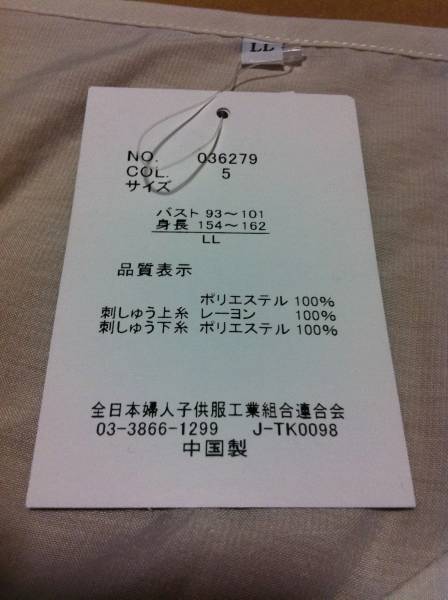 LL
NO. 036279
COL. 5
サイズ
バスト 93～101
身長 154～162
LL
品質表示
ポリエステル 100%
刺しゅう上糸 レーヨン 100%
刺しゅう下糸 ポリエステル 100%
全日本婦人子供服工業組合連合会
03-3866-1299 J-TK0098
中国製